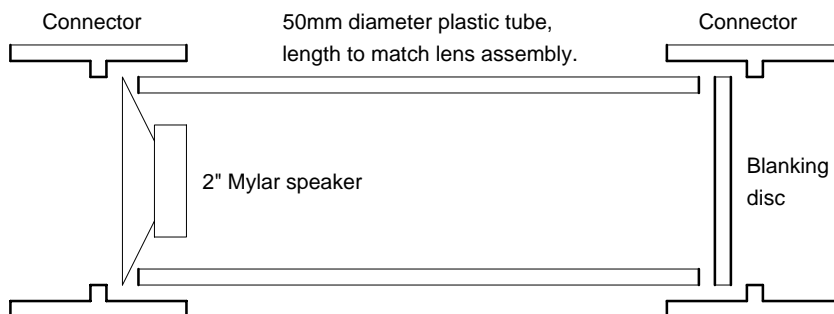 Connector
50mm diameter plastic tube,
length to match lens assembly.
Connector
2" Mylar speaker
Blanking
disc